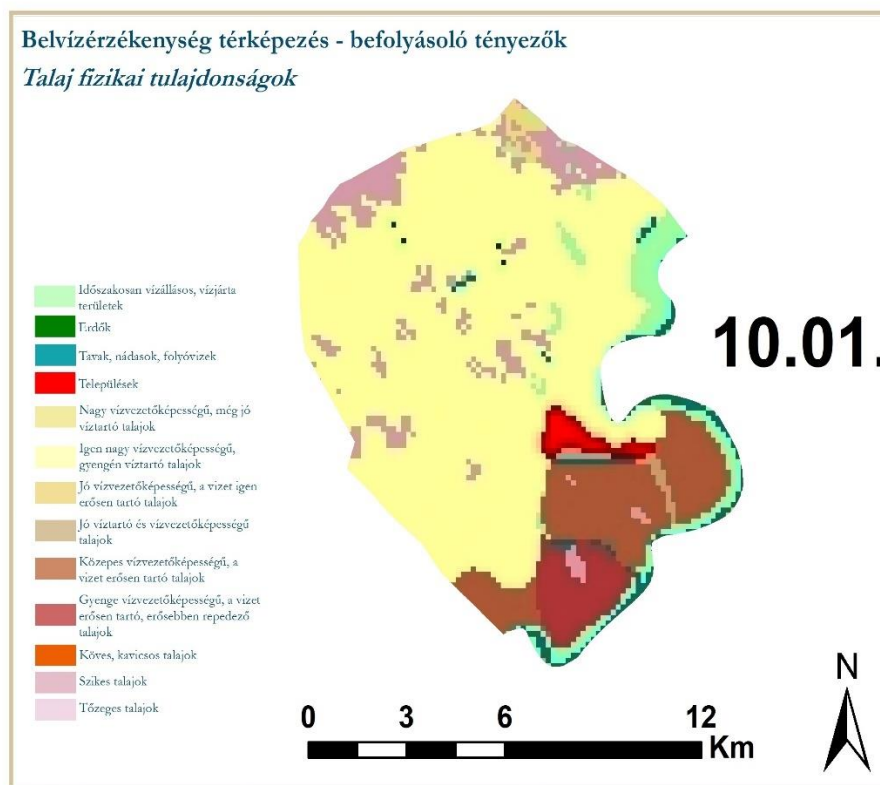 Belvízérzékenység térképezés - befolyásoló tényezők
Talaj fizikai tulajdonságok
Időszakosan vízállásos, vízjárta
területek
Erdők
Tavak, nádasok, folyóvizek
Települések
Nagy vízvezetőképességű, még jó
víztartó talajok
Igen nagy vízvezetőképességű,
gyengén víztartó talajok
Jó vízvezetőképességű, a vizet igen
erősen tartó talajok
Jó víztartó és vízvezetőképességű
talajok
Közepes vízvezetőképességű, a
vizet erősen tartó talajok
Gyenge vízvezetőképességű, a vizet
erősen tartó, erősebben repedező
talajok
Köves, kavicsos talajok
Szikes talajok
Tőzeges talajok
10.01.
N
0 3 6 12
Km